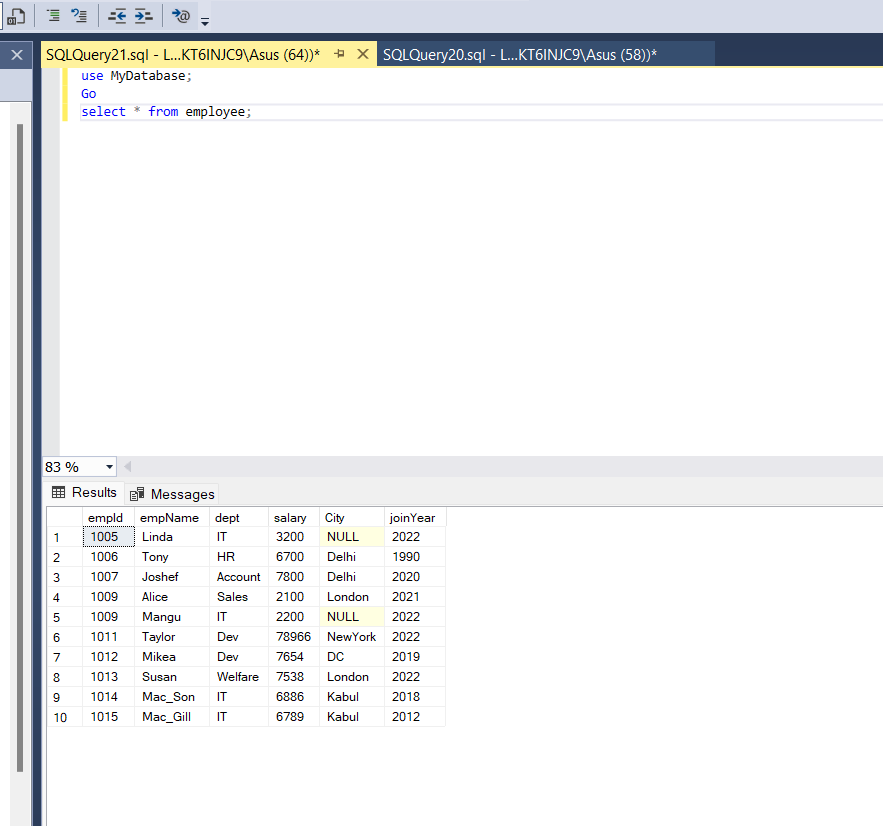 SQLQuery21.sql - L...KT6INJC9\Asus (64))* SQLQuery20.sql - L...KT6INJC9\Asus (58))*
use MyDatabase;
Go
select * from employee;
83 %
Results Messages
empId empName dept salary City joinYear
1 1005 Linda IT 3200 NULL 2022
2 1006 Tony HR 6700 Delhi 1990
3 1007 Joshef Account 7800 Delhi 2020
4 1009 Alice Sales 2100 London 2021
5 1009 Mangu IT 2200 NULL 2022
6 1011 Taylor Dev 78966 NewYork 2022
7 1012 Mikea Dev 7654 DC 2019
8 1013 Susan Welfare 7538 London 2022
9 1014 Mac_Son IT 6886 Kabul 2018
10 1015 Mac_Gill IT 6789 Kabul 2012